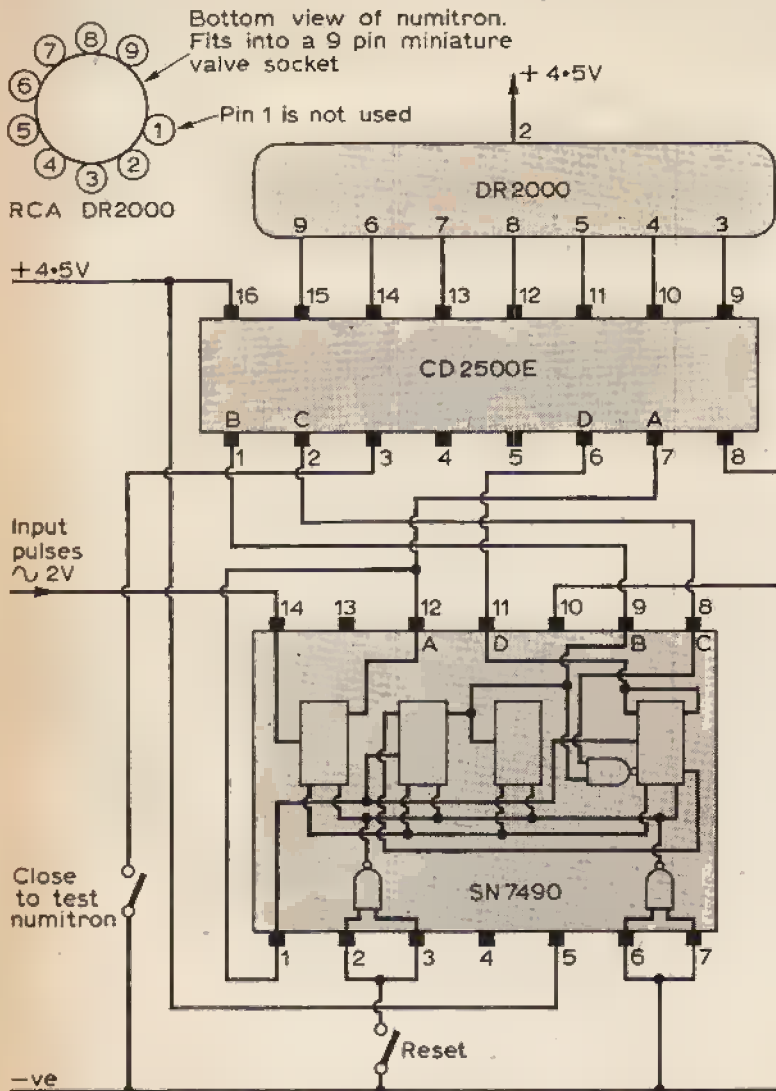 Bottom view of numitron.
Fits into a 9 pin miniature
valve socket
8
7
9
6
5
1
Pin 1 is not used
4
2
3
RCA DR2000
+ 4·5V
2
DR2000
9 6 7 8 5 4 3
+ 4·5V
16 15 14 13 12 11 10 9
CD2500E
B C D A
1 2 3 4 5 6 7 8
Input
pulses
∿ 2V
14 13 12 11 10 9 8
A D B C
Close
to test
numitron
SN7490
1 2 3 4 5 6 7
Reset
-ve